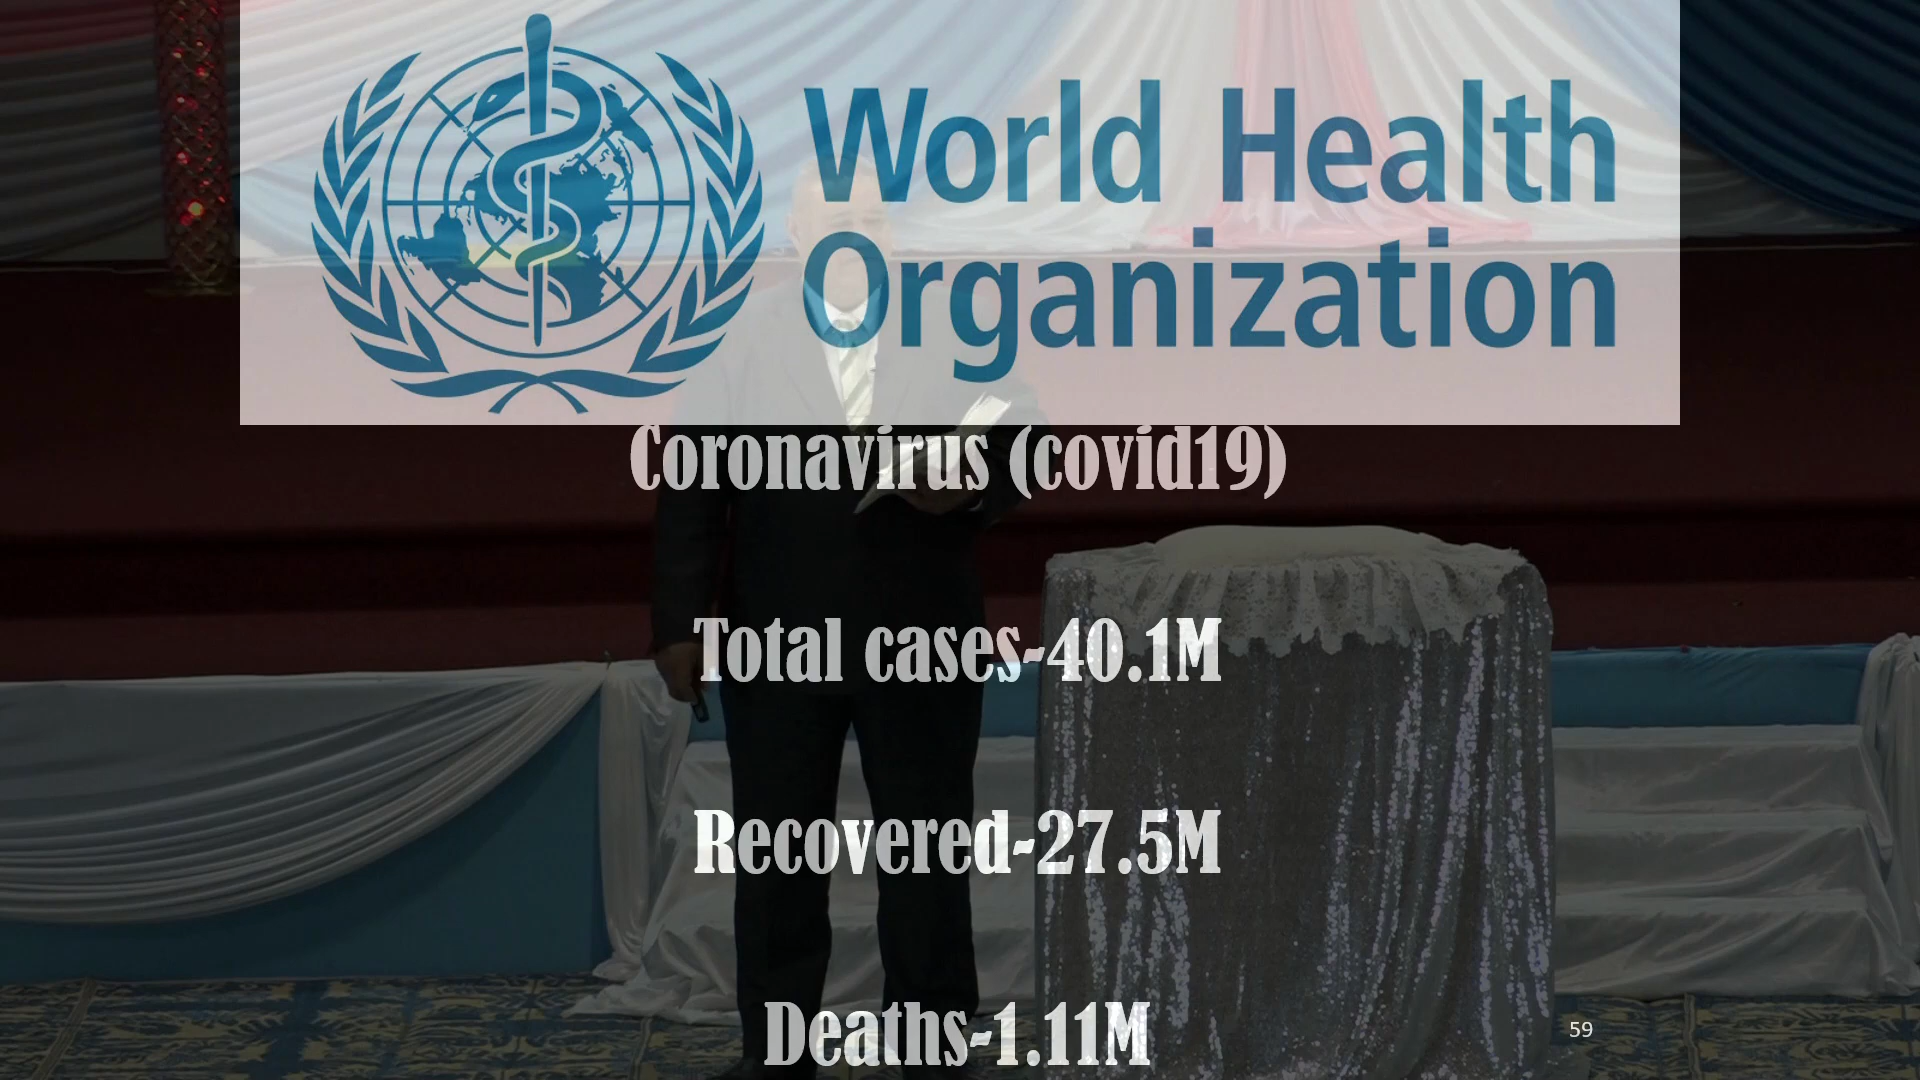 World Health
Organization
Coronavirus (covid19)
Total cases-40.1M
Recovered-27.5M
Deaths-1.11M
59